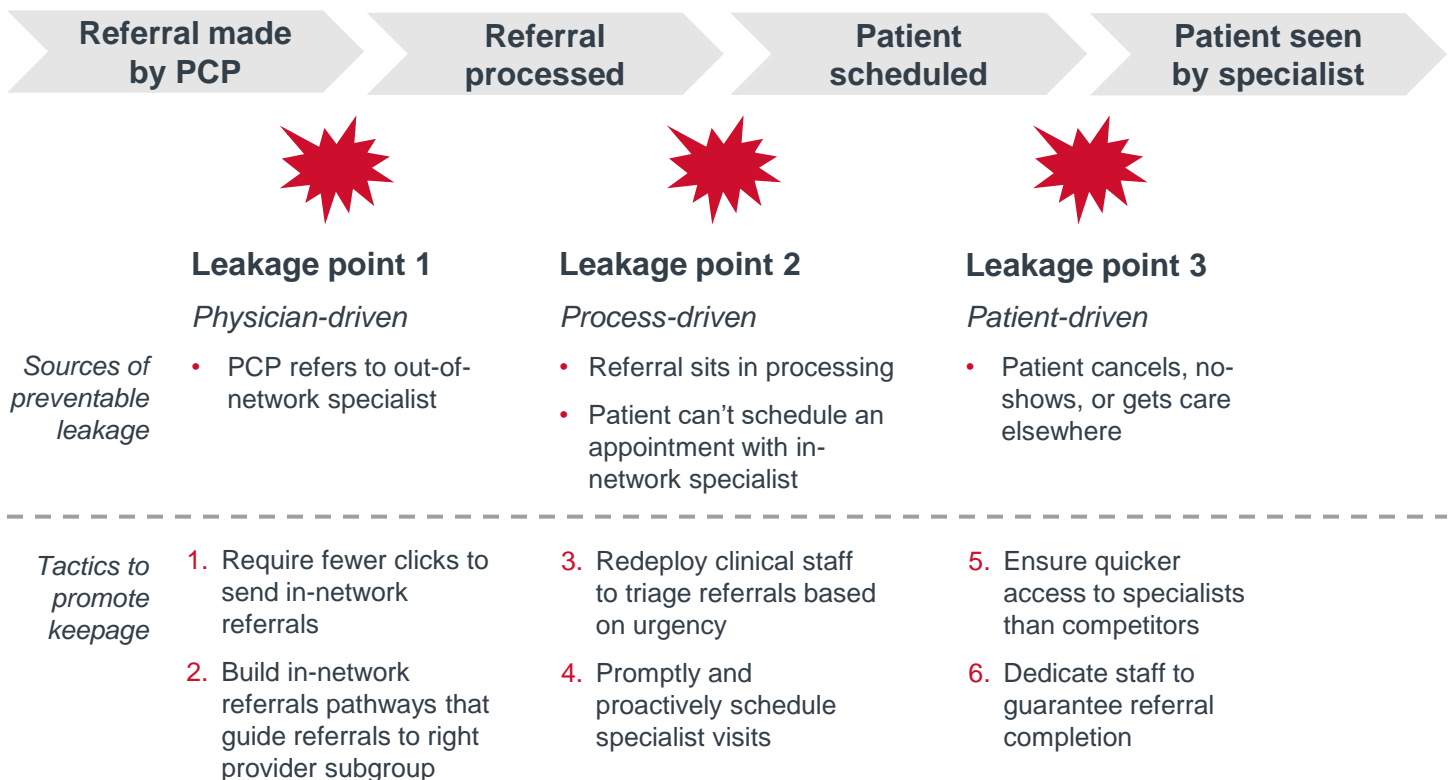 Referral made
by PCP
Referral
processed
Patient
scheduled
Patient seen
by specialist
Leakage point 1
Physician-driven
Leakage point 2
Process-driven
Leakage point 3
Patient-driven
Sources of
preventable
leakage
• PCP refers to out-of-
network specialist
• Referral sits in processing
• Patient can’t schedule an
appointment with in-
network specialist
• Patient cancels, no-
shows, or gets care
elsewhere
Tactics to
promote
keepage
1. Require fewer clicks to
send in-network
referrals
2. Build in-network
referrals pathways that
guide referrals to right
provider subgroup
3. Redeploy clinical staff
to triage referrals based
on urgency
4. Promptly and
proactively schedule
specialist visits
5. Ensure quicker
access to specialists
than competitors
6. Dedicate staff to
guarantee referral
completion